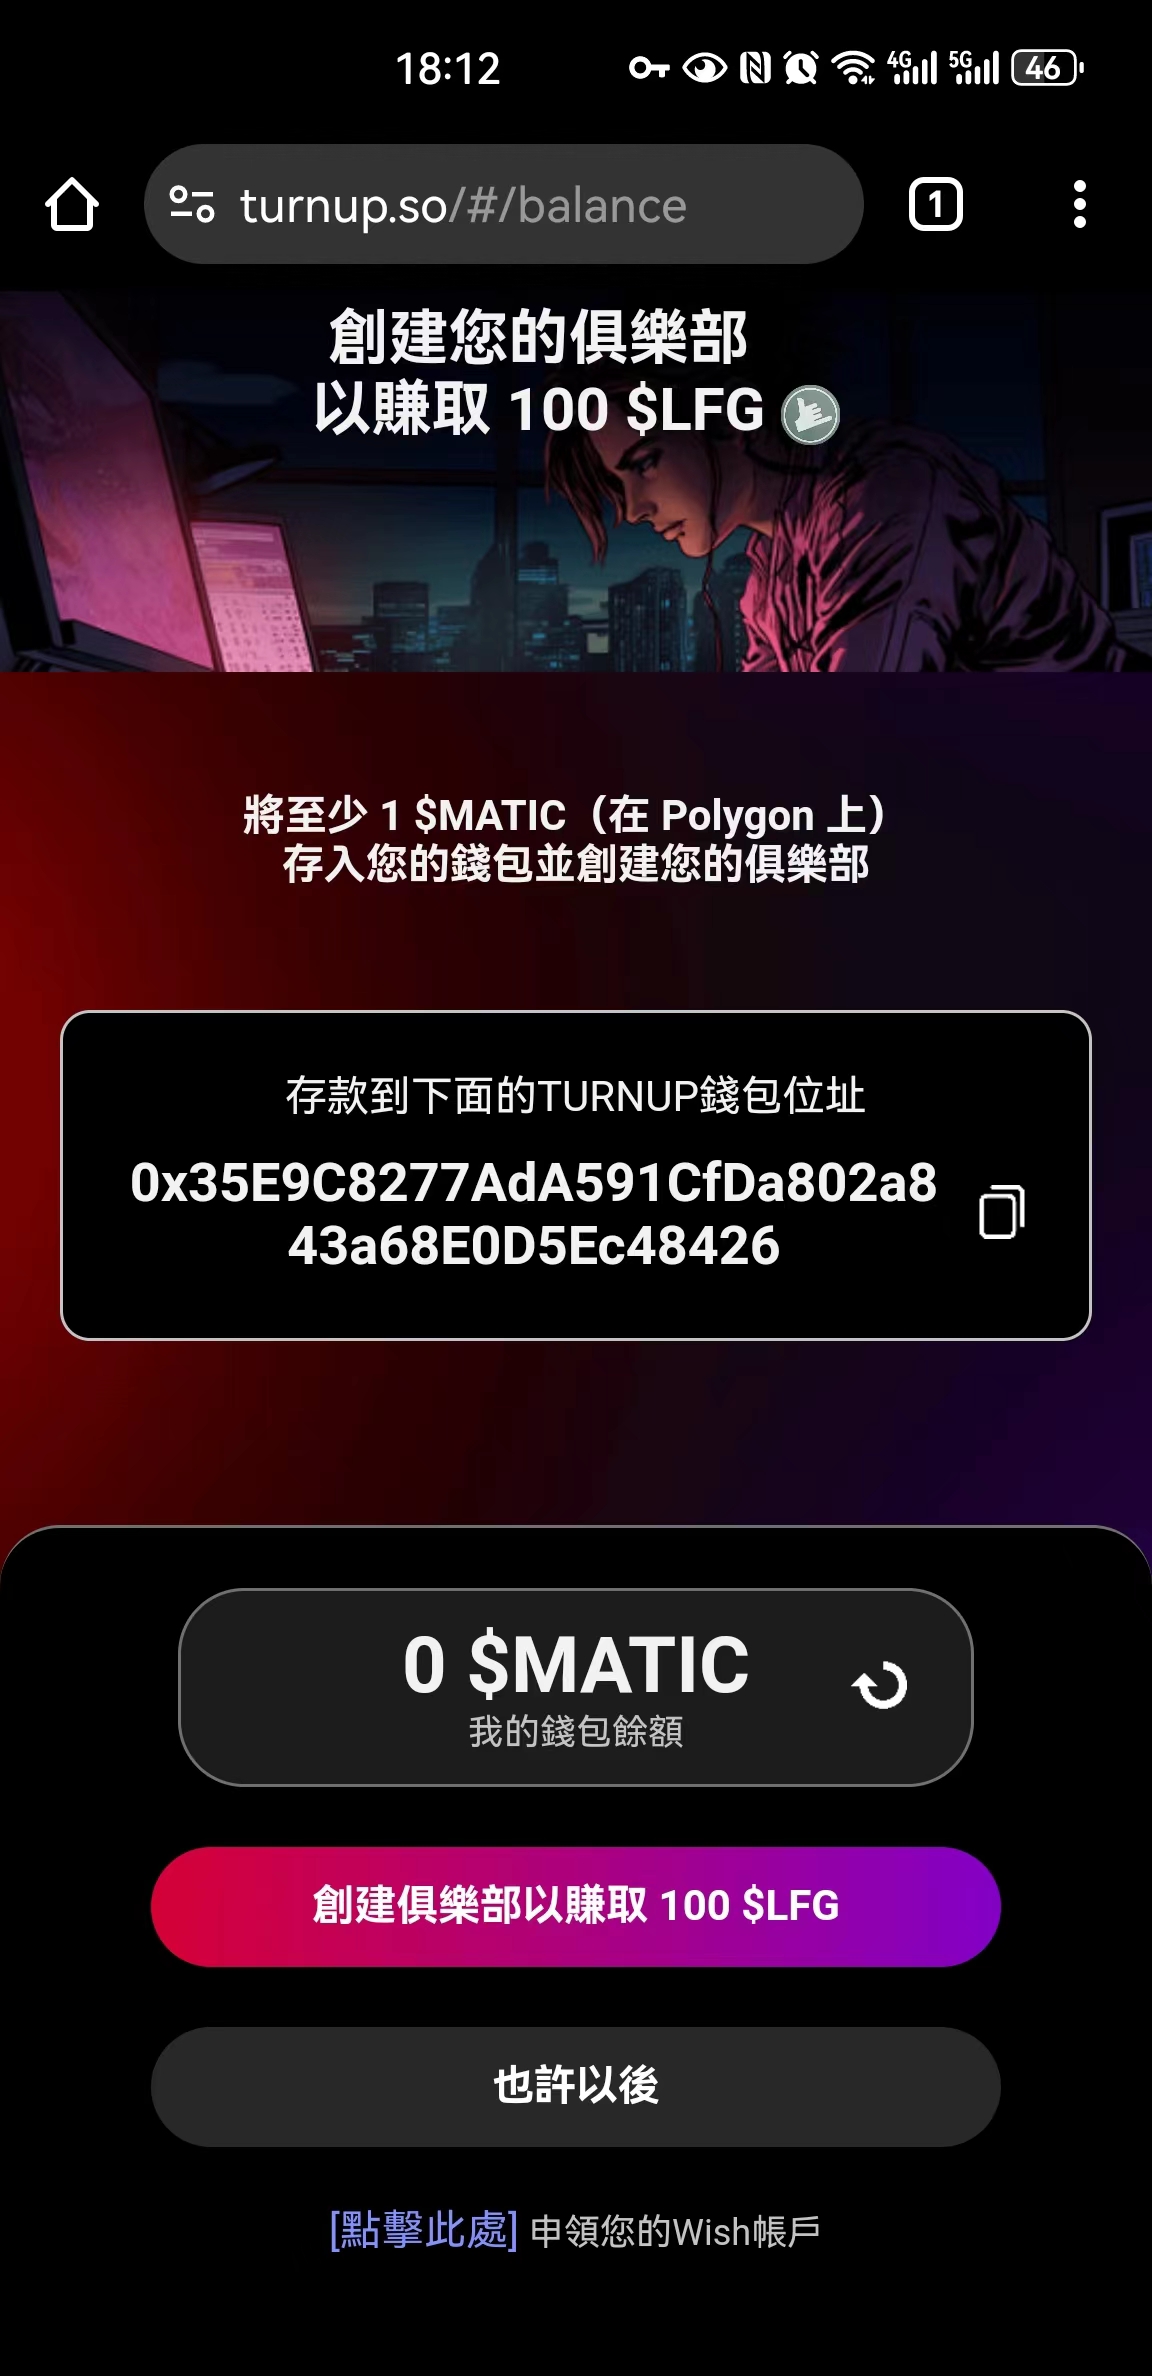 18:12
4G
5G
46
turnup.so/#/balance
1
創建您的俱樂部
以賺取 100 $LFG
將至少 1 $MATIC（在 Polygon 上）
存入您的錢包並創建您的俱樂部
存款到下面的TURNUP錢包位址
0x35E9C8277AdA591CfDa802a8
43a68E0D5Ec48426
0 $MATIC
我的錢包餘額
創建俱樂部以賺取 100 $LFG
也許以後
[點擊此處] 申領您的Wish帳戶